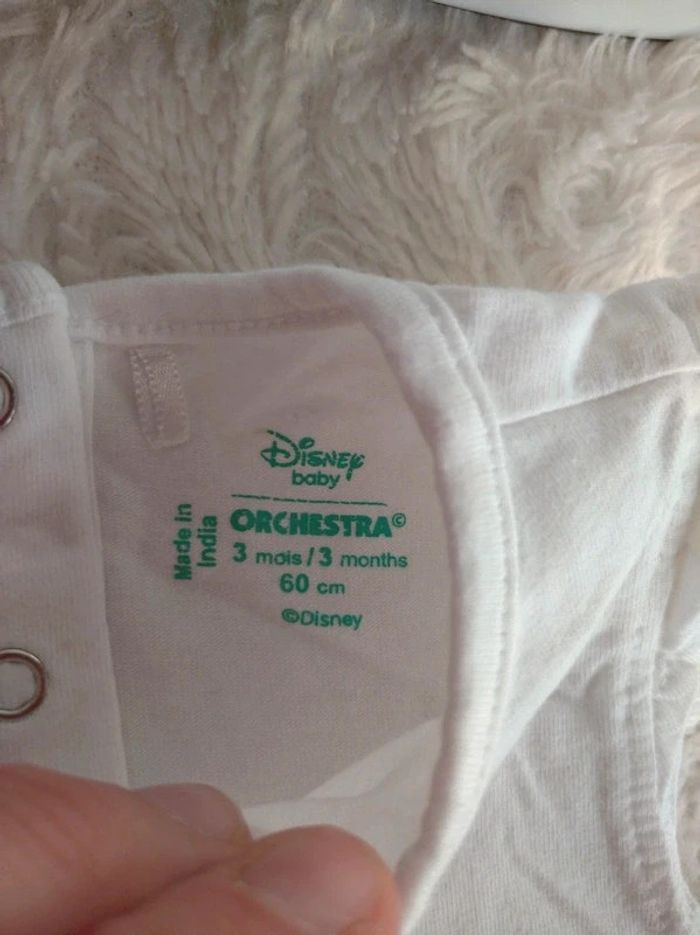 Disney
baby
ORCHESTRA©
3 mois / 3 months
60 cm
©Disney
Made in
India